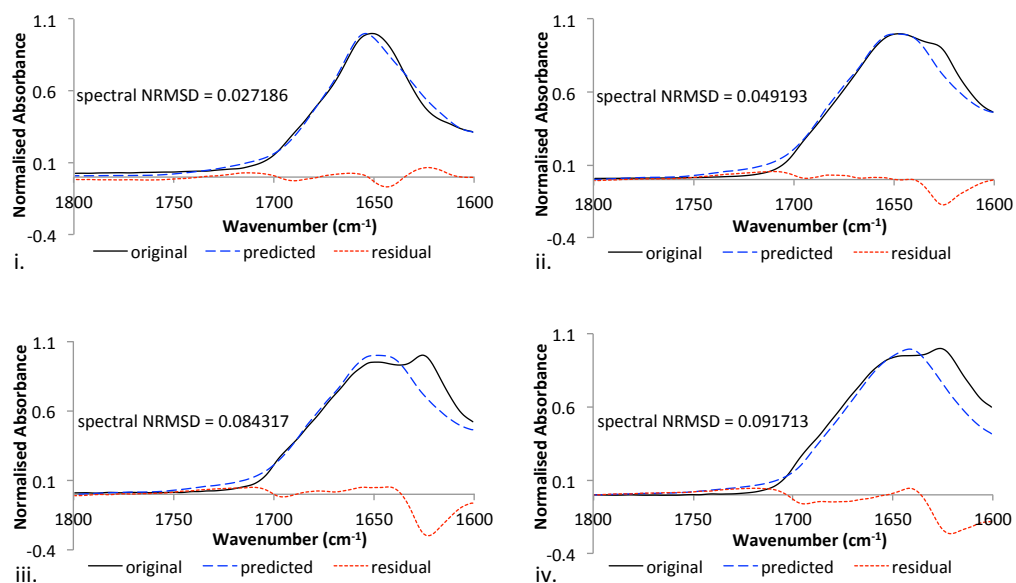 Normalised Absorbance
1.1
0.6
0.1
-0.4
spectral NRMSD = 0.027186
1800 1750 1700 1650 1600
Wavenumber (cm-1)
original predicted residual
i.
Normalised Absorbance
1.1
0.6
0.1
-0.4
spectral NRMSD = 0.049193
1800 1750 1700 1650 1600
Wavenumber (cm-1)
original predicted residual
ii.
Normalised Absorbance
1.1
0.6
0.1
-0.4
spectral NRMSD = 0.084317
1800 1750 1700 1650 1600
Wavenumber (cm-1)
original predicted residual
iii.
Normalised Absorbance
1.1
0.6
0.1
-0.4
spectral NRMSD = 0.091713
1800 1750 1700 1650 1600
Wavenumber (cm-1)
original predicted residual
iv.